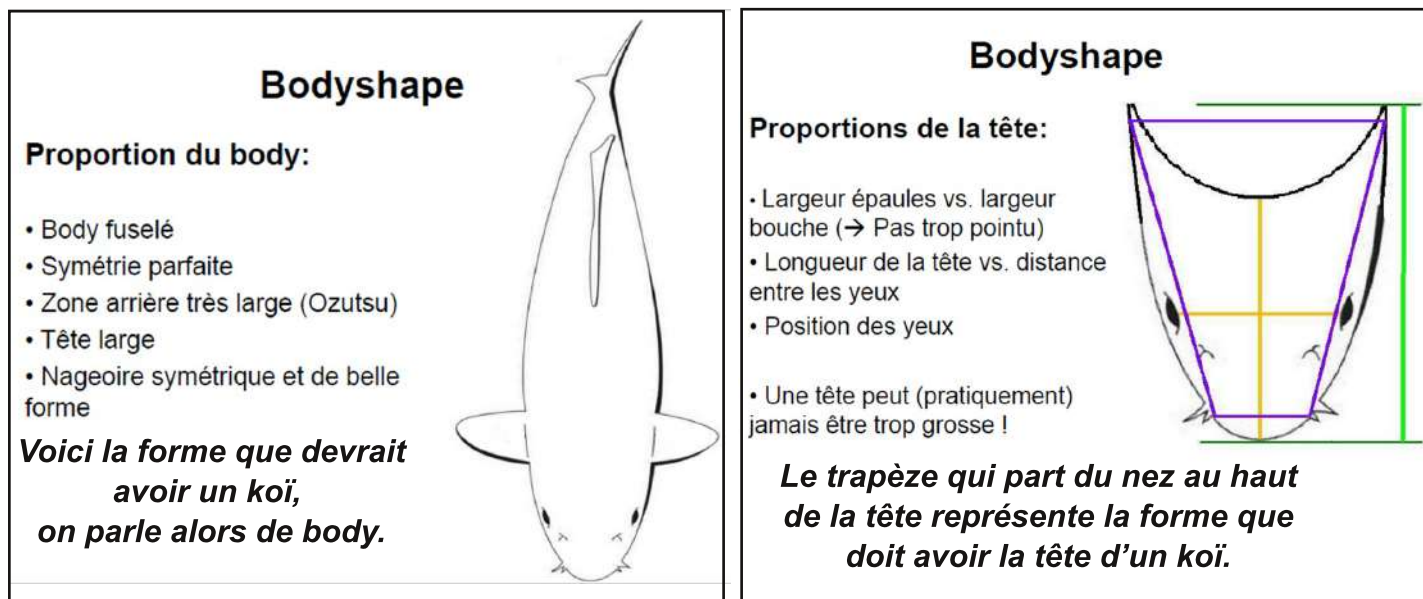 Bodyshape
Proportion du body:
• Body fuselé
• Symétrie parfaite
• Zone arrière très large (Ozutsu)
• Tête large
• Nageoire symétrique et de belle
forme
Voici la forme que devrait
avoir un koï,
on parle alors de body.
Bodyshape
Proportions de la tête:
• Largeur épaules vs. largeur
bouche (→ Pas trop pointu)
• Longueur de la tête vs. distance
entre les yeux
• Position des yeux
• Une tête peut (pratiquement)
jamais être trop grosse !
Le trapèze qui part du nez au haut
de la tête représente la forme que
doit avoir la tête d’un koï.